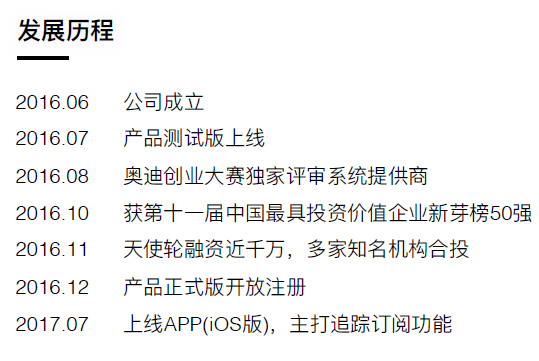 发展历程
2016.06 公司成立
2016.07 产品测试版上线
2016.08 奥迪创业大赛独家评审系统提供商
2016.10 获第十一届中国最具投资价值企业新芽榜50强
2016.11 天使轮融资近千万，多家知名机构合投
2016.12 产品正式版开放注册
2017.07 上线APP(iOS版)，主打追踪订阅功能